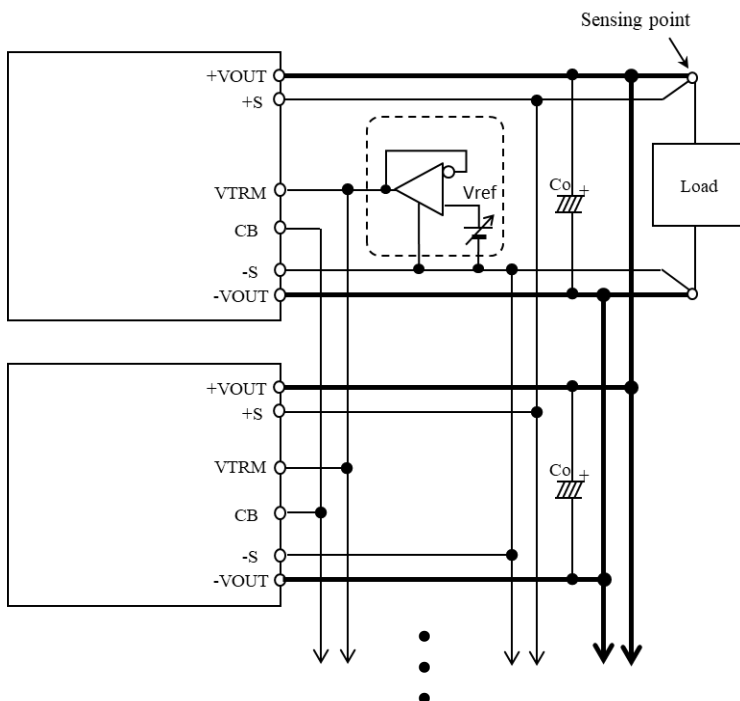 Sensing point
+VOUT
+S
VTRM
Vref
Co
+
Load
CB
-S
-VOUT
+VOUT
+S
VTRM
Co
+
CB
-S
-VOUT